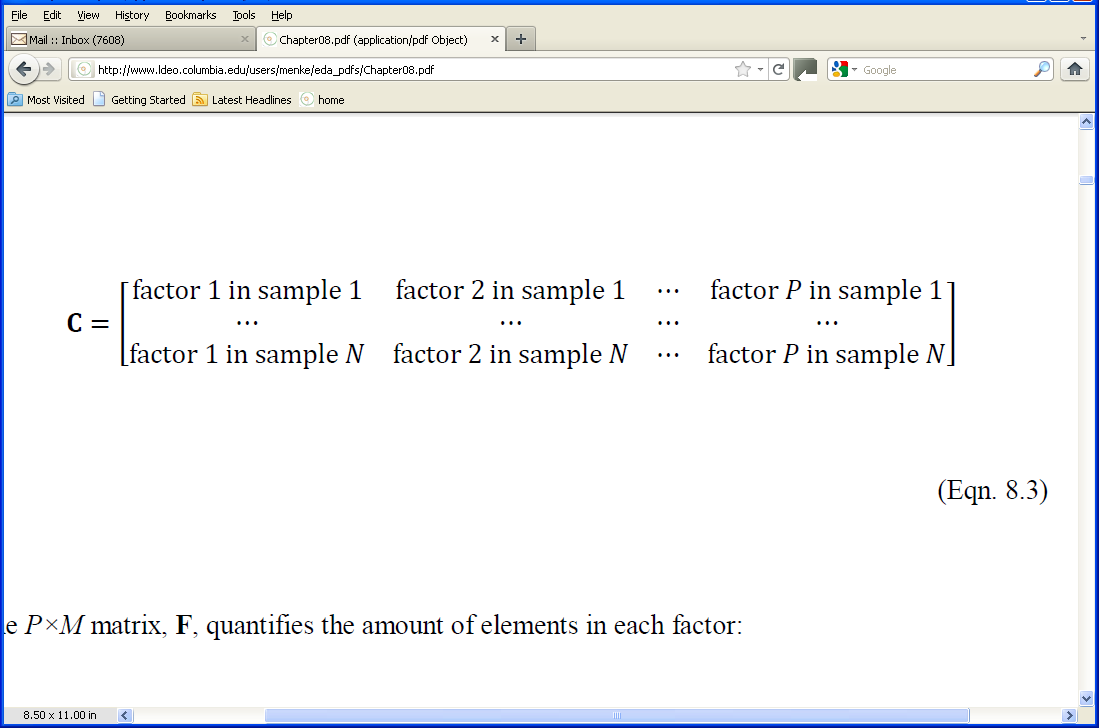 File Edit View History Bookmarks Tools Help
Mail :: Inbox (7608) Chapter08.pdf (application/pdf Object)
http://www.ldeo.columbia.edu/users/menke/eda_pdfs/Chapter08.pdf Google
Most Visited Getting Started Latest Headlines home
factor 1 in sample 1 factor 2 in sample 1 ⋯ factor P in sample 1
C = [ ⋯ ⋯ ⋯ ⋯ ]
factor 1 in sample N factor 2 in sample N ⋯ factor P in sample N
(Eqn. 8.3)
e P×M matrix, F, quantifies the amount of elements in each factor:
8.50 x 11.00 in